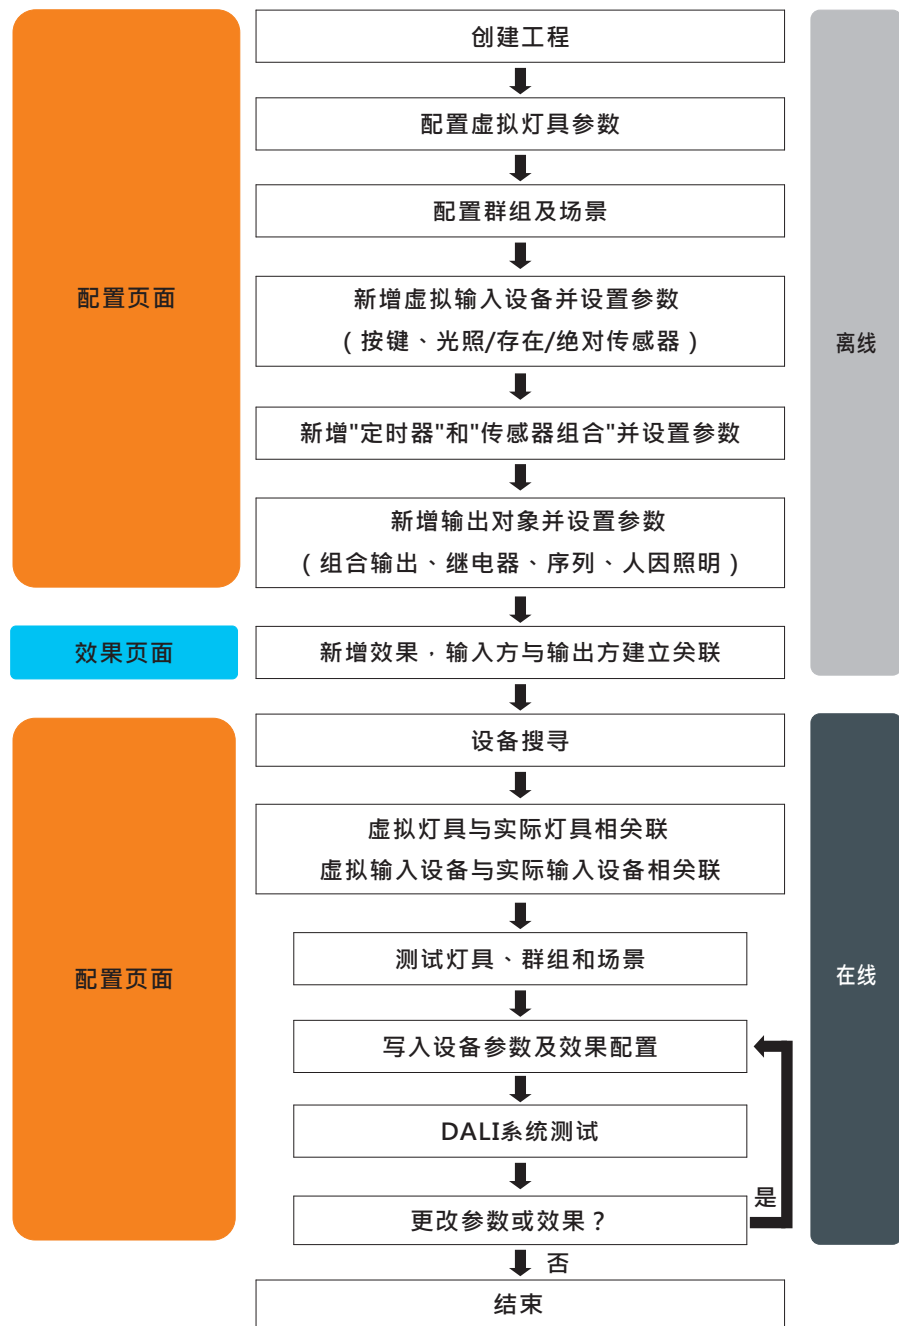 创建工程
配置虚拟灯具参数
配置群组及场景
配置页面
新增虚拟输入设备并设置参数
(按键、光照/存在/绝对传感器)
离线
新增"定时器"和"传感器组合"并设置参数
新增输出对象并设置参数
(组合输出、继电器、序列、人因照明)
效果页面
新增效果，输入方与输出方建立关联
设备搜寻
虚拟灯具与实际灯具相关联
虚拟输入设备与实际输入设备相关联
测试灯具、群组和场景
配置页面
在线
写入设备参数及效果配置
DALI系统测试
是
更改参数或效果？
否
结束